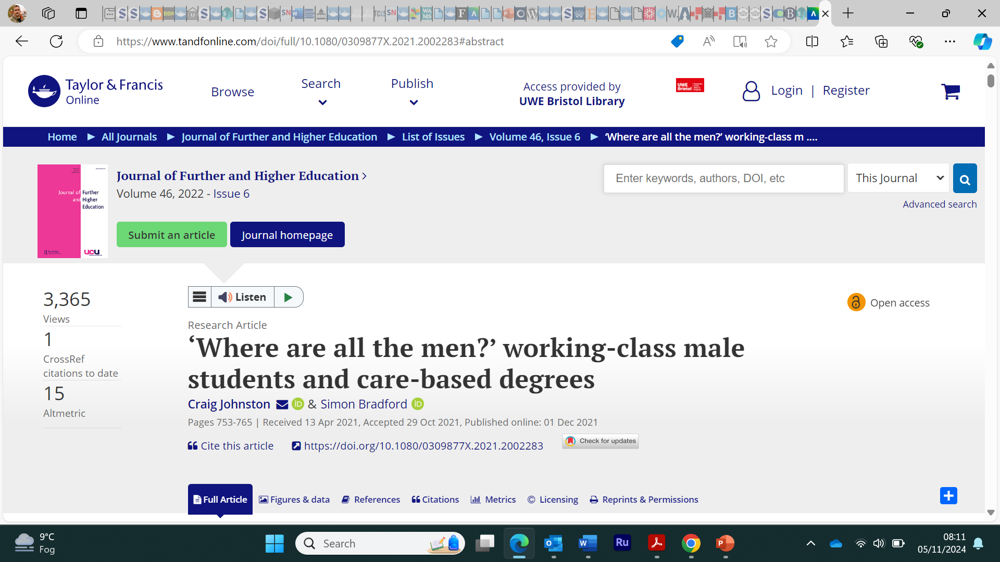 https://www.tandfonline.com/doi/full/10.1080/0309877X.2021.2002283#abstract
Taylor & Francis
Online
Browse
Search
Publish
Access provided by
UWE Bristol Library
UWE
Bristol
Login | Register
Home ▶ All Journals ▶ Journal of Further and Higher Education ▶ List of Issues ▶ Volume 46, Issue 6 ▶ ‘Where are all the men?’ working-class m ....
Journal of Further
and Higher
Education
ucu
Journal of Further and Higher Education
Volume 46, 2022 - Issue 6
Enter keywords, authors, DOI, etc
This Journal
Advanced search
Submit an article
Journal homepage
3,365
Views
1
CrossRef
citations to date
15
Altmetric
Listen
Open access
Research Article
‘Where are all the men?’ working-class male
students and care-based degrees
Craig Johnston iD & Simon Bradford iD
Pages 753-765 | Received 13 Apr 2021, Accepted 29 Oct 2021, Published online: 01 Dec 2021
Cite this article
https://doi.org/10.1080/0309877X.2021.2002283
Check for updates
Full Article
Figures & data
References
Citations
Metrics
Licensing
Reprints & Permissions
9°C
Fog
Search
Ru
08:11
05/11/2024